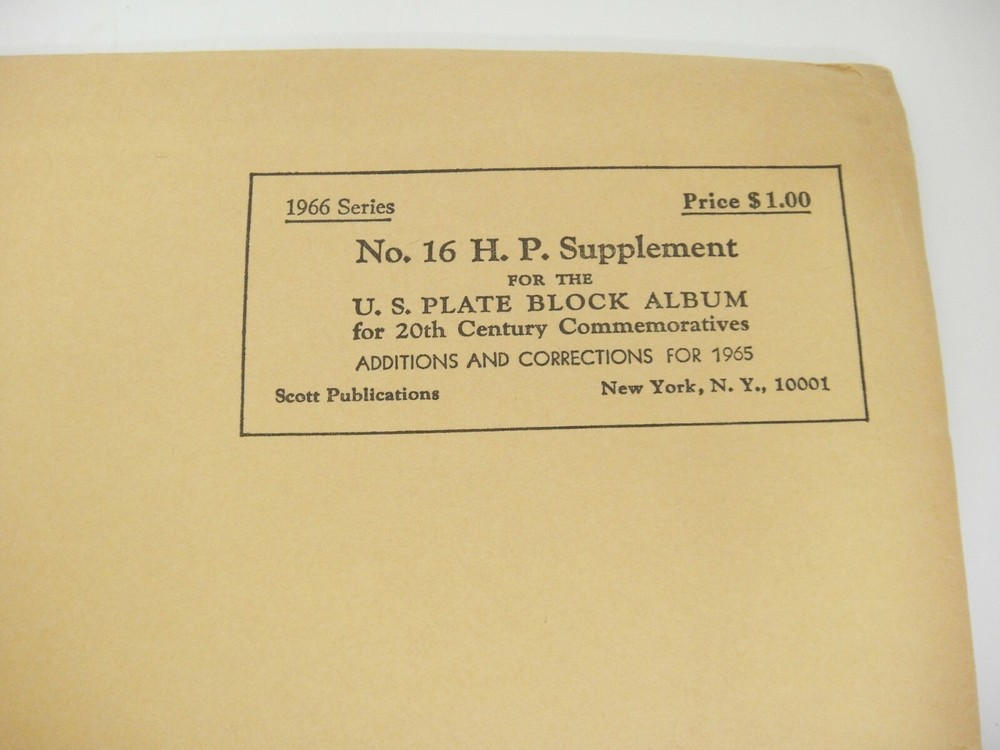 1966 Series Price $1.00
No. 16 H. P. Supplement
FOR THE
U. S. PLATE BLOCK ALBUM
for 20th Century Commemoratives
ADDITIONS AND CORRECTIONS FOR 1965
Scott Publications New York, N. Y., 10001